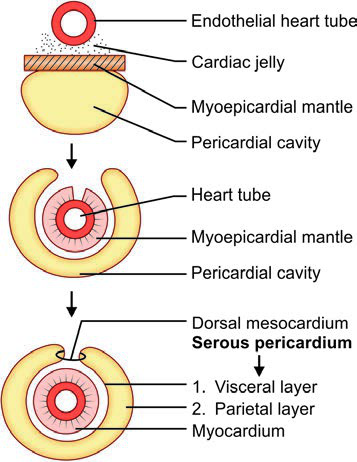 Endothelial heart tube
Cardiac jelly
Myoepicardial mantle
Pericardial cavity
Heart tube
Myoepicardial mantle
Pericardial cavity
Dorsal mesocardium
Serous pericardium
1. Visceral layer
2. Parietal layer
Myocardium